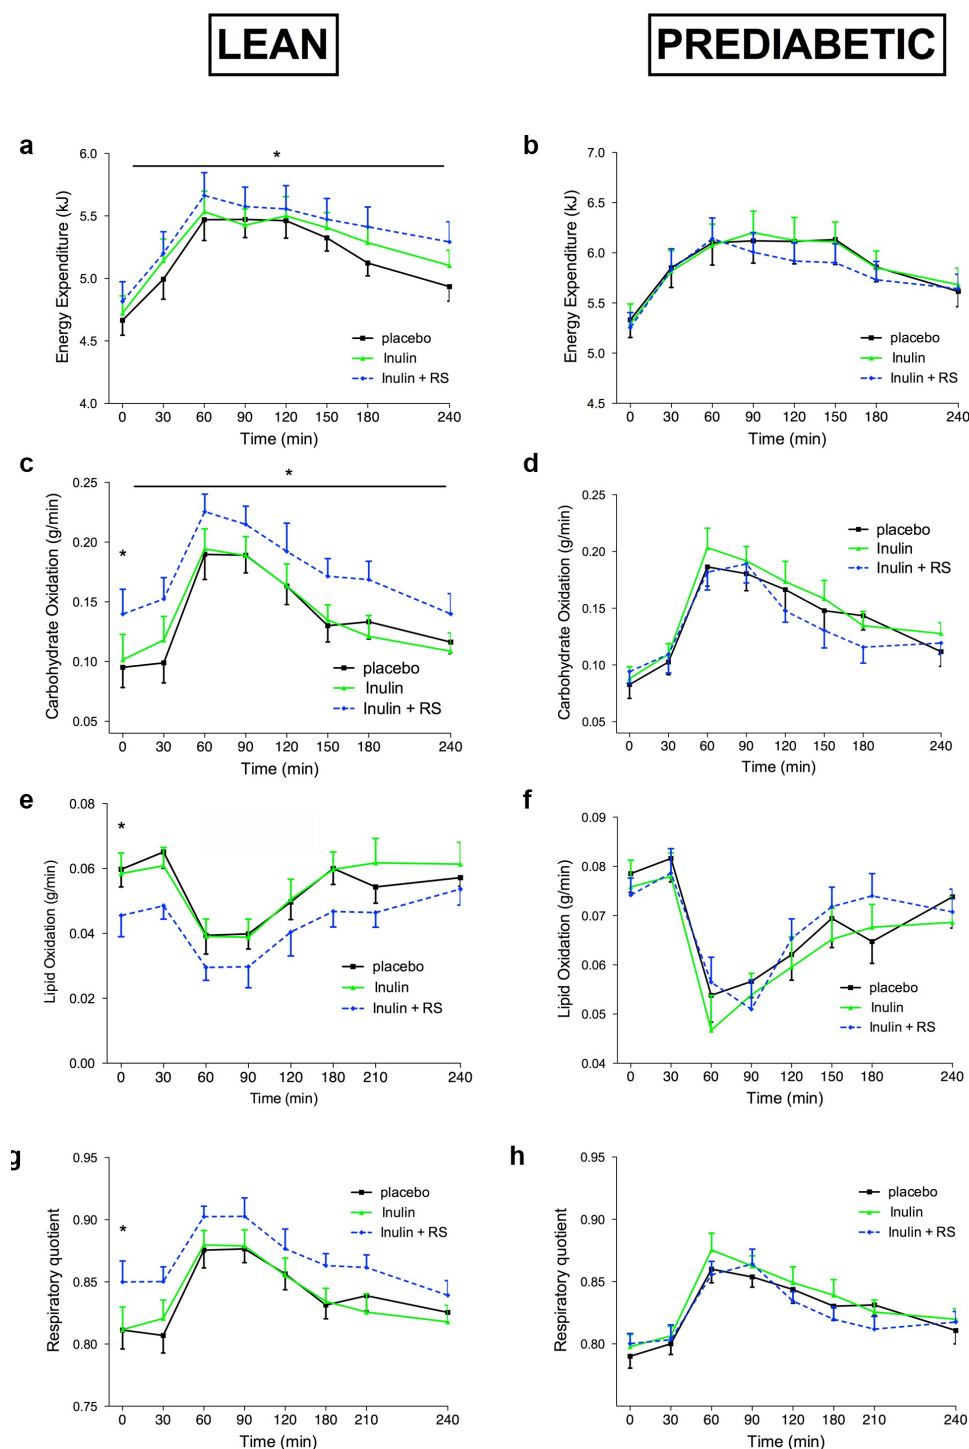 LEAN
PREDIABETIC
a
6.0
5.5
5.0
4.5
4.0
Energy Expenditure (kJ)
*
placebo
Inulin
Inulin + RS
0 30 60 90 120 150 180 240
Time (min)
b
7.0
6.5
6.0
5.5
5.0
4.5
Energy Expenditure (kJ)
placebo
Inulin
Inulin + RS
0 30 60 90 120 150 180 240
Time (min)
c
0.25
0.20
0.15
0.10
0.05
Carbohydrate Oxidation (g/min)
*
*
placebo
Inulin
Inulin + RS
0 30 60 90 120 150 180 240
Time (min)
d
0.25
0.20
0.15
0.10
0.05
Carbohydrate Oxidation (g/min)
placebo
Inulin
Inulin + RS
0 30 60 90 120 150 180 240
Time (min)
e
0.08
0.06
0.04
0.02
0.00
Lipid Oxidation (g/min)
*
placebo
Inulin
Inulin + RS
0 30 60 90 120 180 210 240
Time (min)
f
0.09
0.08
0.07
0.06
0.05
0.04
Lipid Oxidation (g/min)
placebo
Inulin
Inulin + RS
0 30 60 90 120 150 180 240
Time (min)
g
0.95
0.90
0.85
0.80
0.75
Respiratory quotient
*
placebo
Inulin
Inulin + RS
0 30 60 90 120 180 210 240
Time (min)
h
0.95
0.90
0.85
0.80
Respiratory quotient
placebo
Inulin
Inulin + RS
0 30 60 90 120 180 210 240
Time (min)